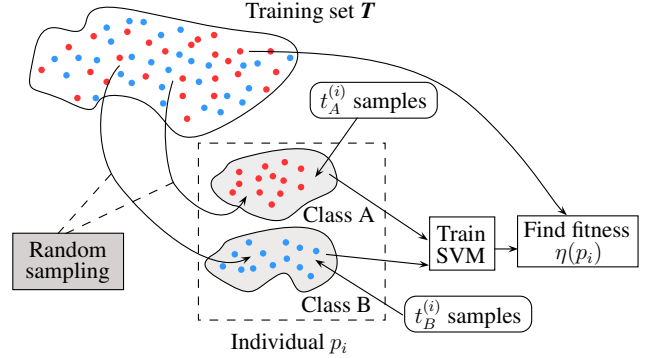 Training set T
t_A^{(i)} samples
Class A
Random
sampling
Train
SVM
Find fitness
η(p_i)
Class B
t_B^{(i)} samples
Individual p_i